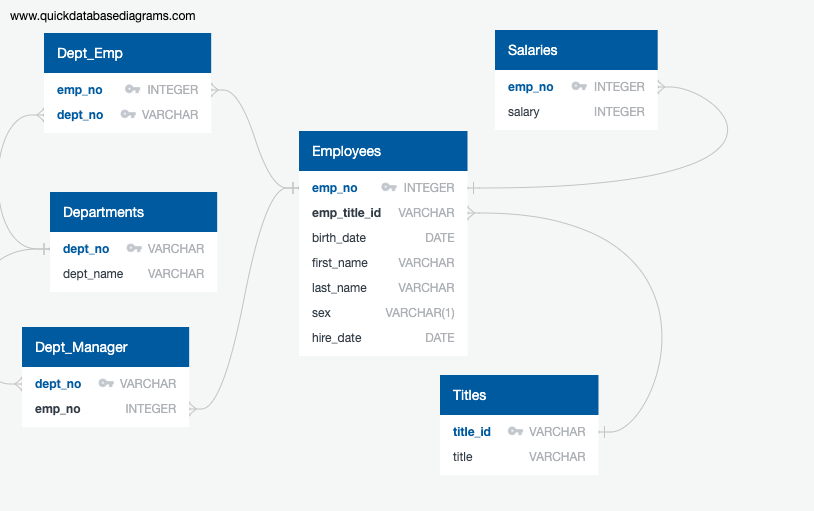 www.quickdatabasediagrams.com
Dept_Emp
emp_no INTEGER
dept_no VARCHAR
Salaries
emp_no INTEGER
salary INTEGER
Employees
emp_no INTEGER
emp_title_id VARCHAR
birth_date DATE
first_name VARCHAR
last_name VARCHAR
sex VARCHAR(1)
hire_date DATE
Departments
dept_no VARCHAR
dept_name VARCHAR
Dept_Manager
dept_no VARCHAR
emp_no INTEGER
Titles
title_id VARCHAR
title VARCHAR